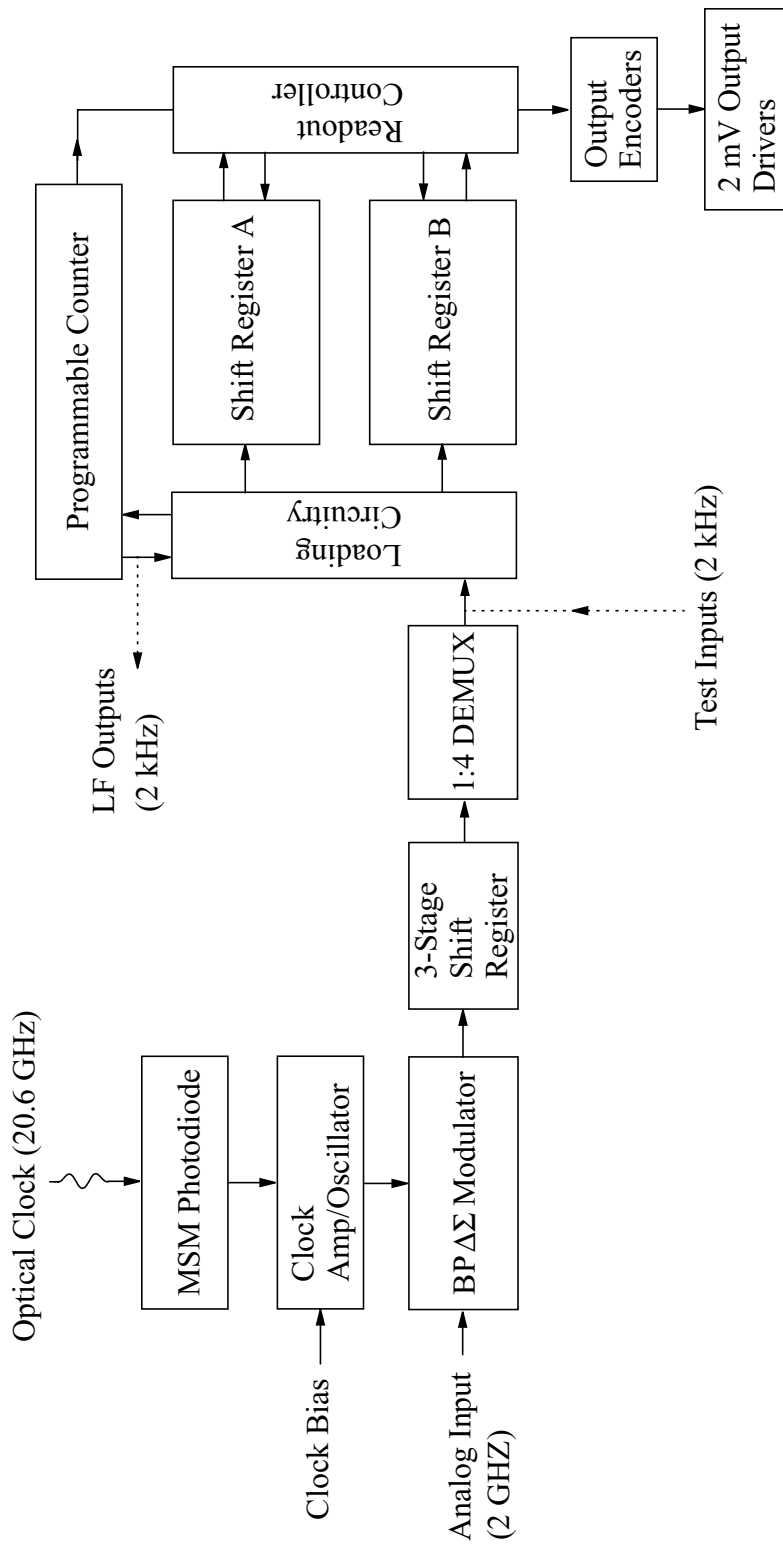 Optical Clock (20.6 GHz)
MSM Photodiode
Clock Bias
Clock
Amp/Oscillator
Analog Input
(2 GHZ)
BP ΔΣ Modulator
3-Stage
Shift
Register
1:4 DEMUX
Test Inputs (2 kHz)
LF Outputs
(2 kHz)
Loading
Circuitry
Programmable Counter
Shift Register A
Shift Register B
Readout
Controller
Output
Encoders
2 mV Output
Drivers